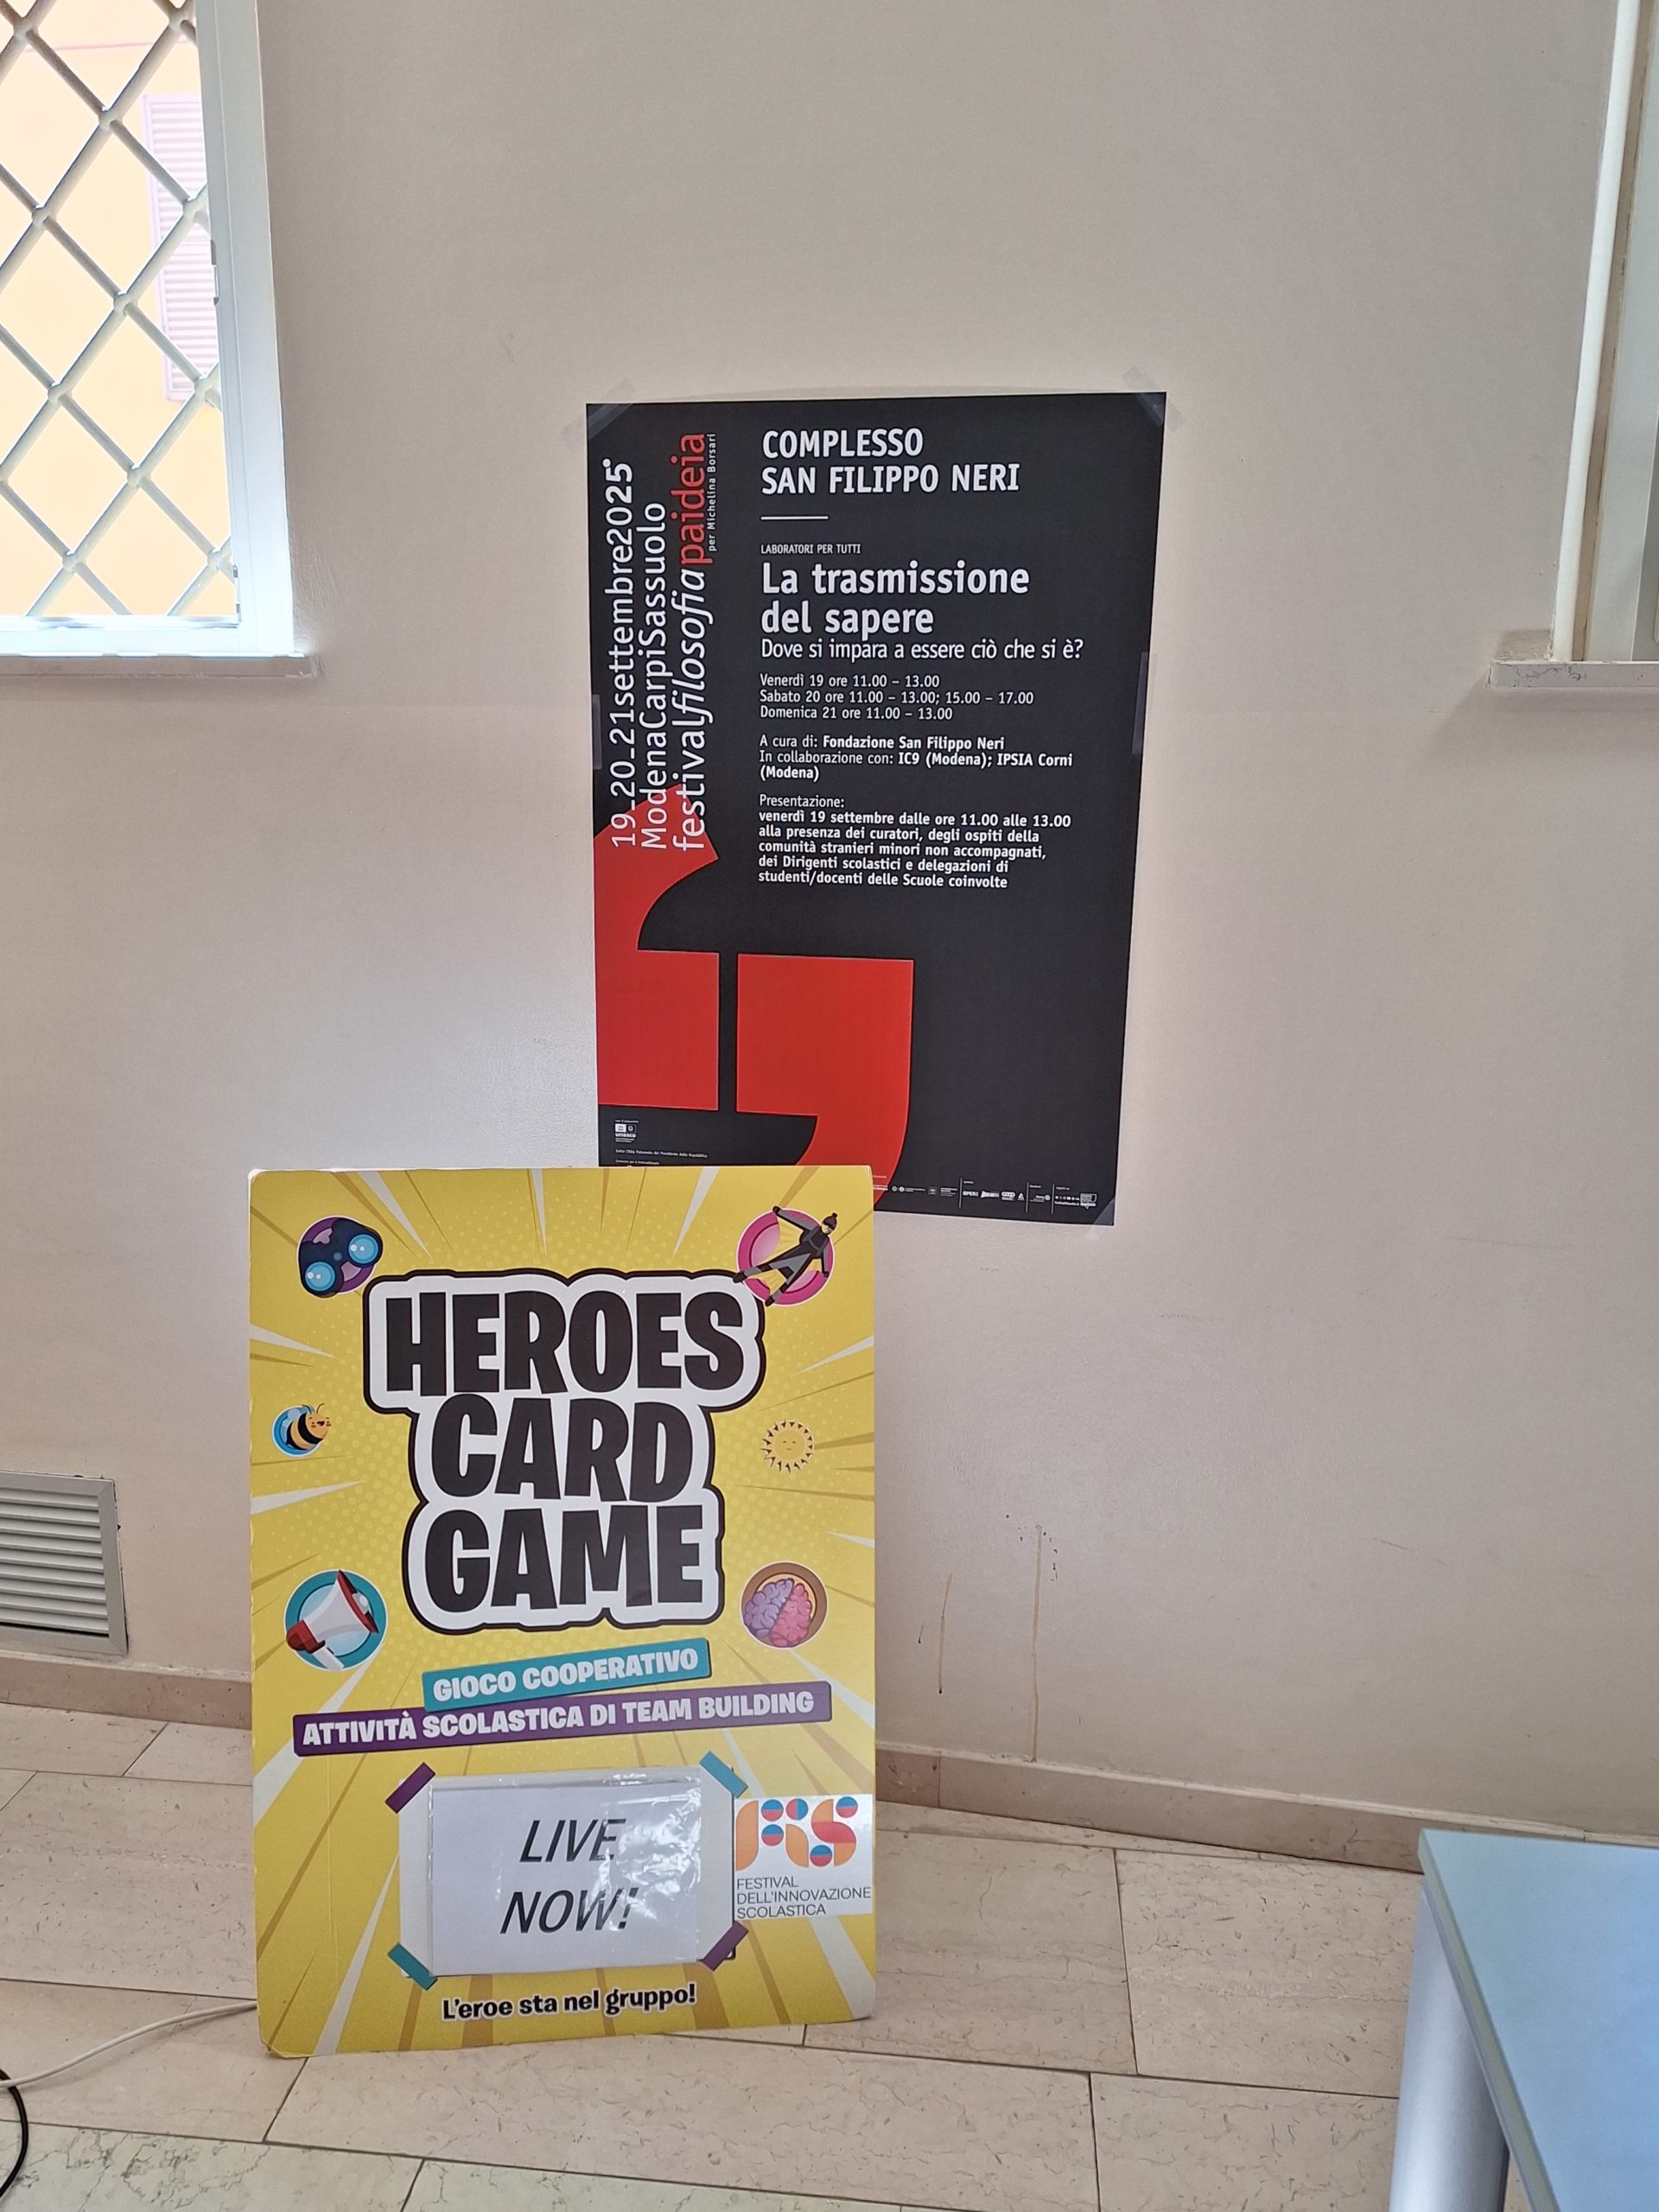 19_20_21settembre2025
ModenaCarpiSassuolo
festivalfilosofia paideia
per Michelina Borsari
COMPLESSO
SAN FILIPPO NERI
LABORATORI PER TUTTI
La trasmissione
del sapere
Dove si impara a essere ciò che si è?
Venerdì 19 ore 11.00 – 13.00
Sabato 20 ore 11.00 – 13.00; 15.00 – 17.00
Domenica 21 ore 11.00 – 13.00
A cura di: Fondazione San Filippo Neri
In collaborazione con: IC9 (Modena); IPSIA Corni
(Modena)
Presentazione:
venerdì 19 settembre dalle ore 11.00 alle 13.00
alla presenza dei curatori, degli ospiti della
comunità stranieri minori non accompagnati,
dei Dirigenti scolastici e delegazioni di
studenti/docenti delle Scuole coinvolte
unesco
HEROES
CARD
GAME
GIOCO COOPERATIVO
ATTIVITÀ SCOLASTICA DI TEAM BUILDING
LIVE
NOW!
FIS
FESTIVAL
DELL'INNOVAZIONE
SCOLASTICA
L'eroe sta nel gruppo!